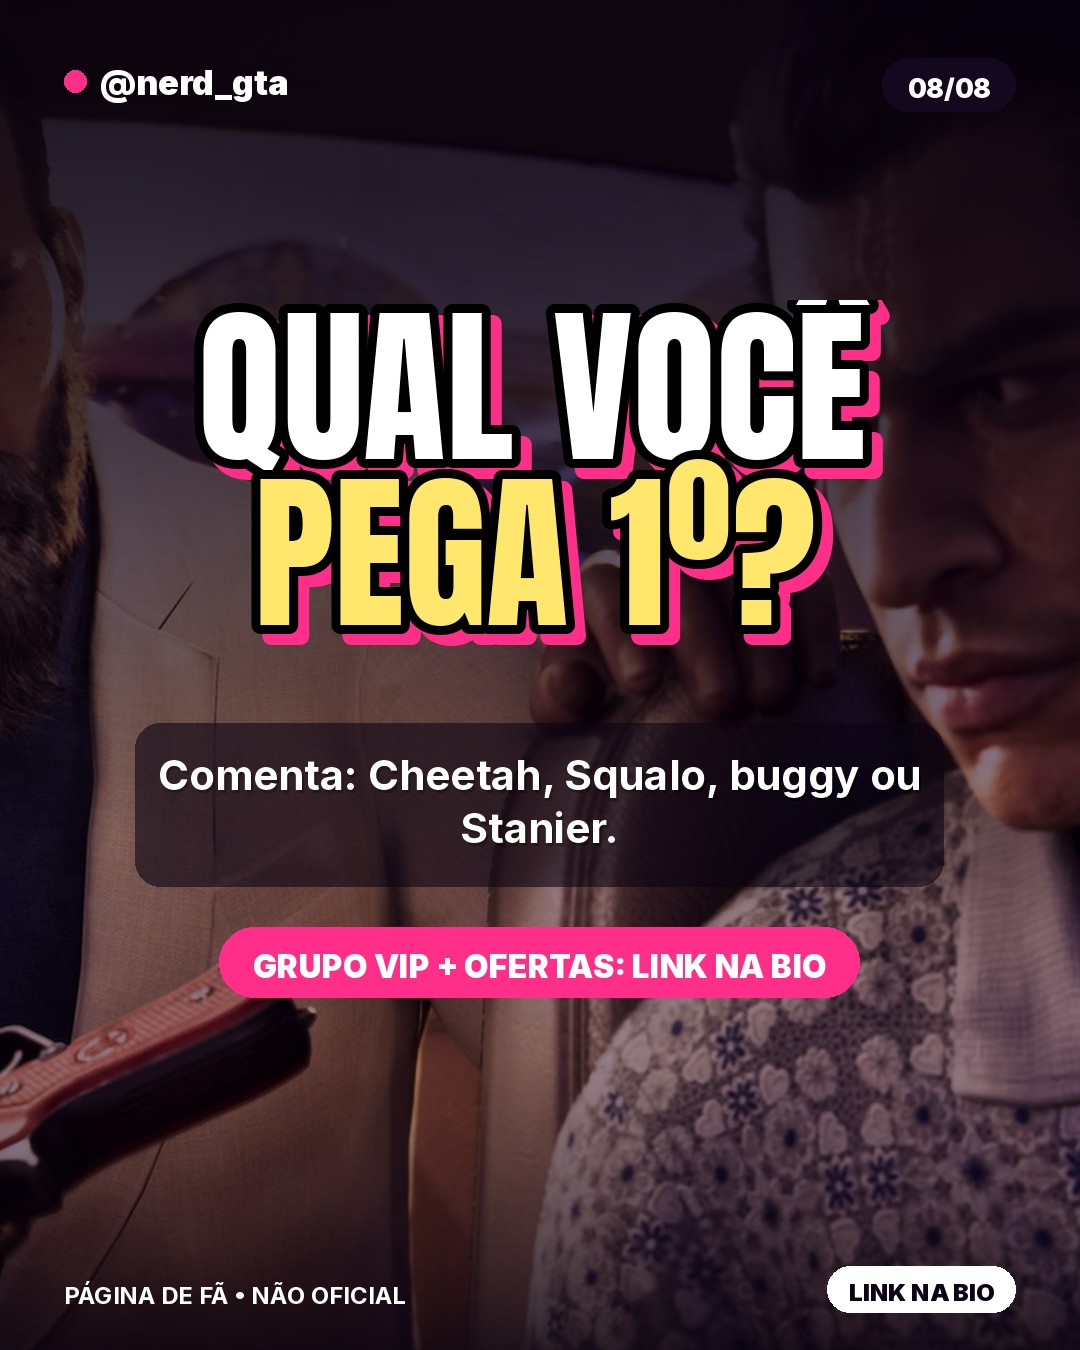 @nerd_gta
08/08
QUAL VOCÊ
PEGA 1º?
Comenta: Cheetah, Squalo, buggy ou
Stanier.
GRUPO VIP + OFERTAS: LINK NA BIO
PÁGINA DE FÃ • NÃO OFICIAL
LINK NA BIO